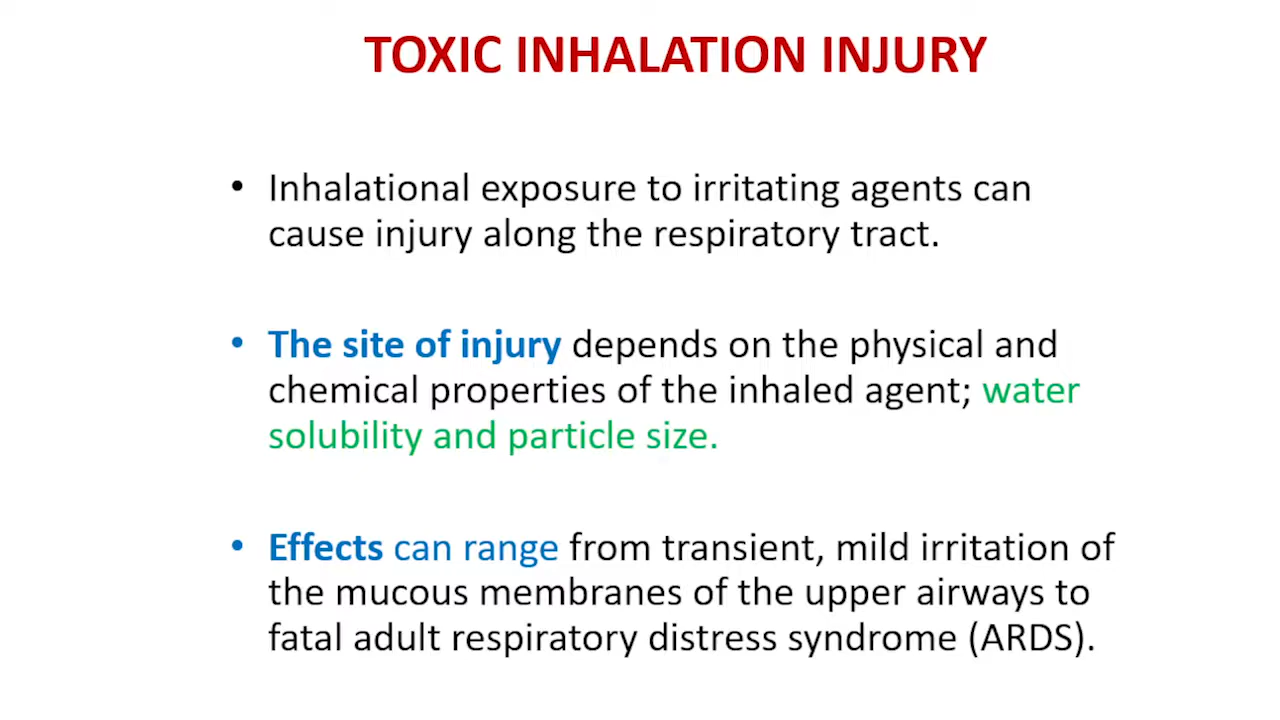 TOXIC INHALATION INJURY
• Inhalational exposure to irritating agents can
cause injury along the respiratory tract.
• The site of injury depends on the physical and
chemical properties of the inhaled agent; water
solubility and particle size.
• Effects can range from transient, mild irritation of
the mucous membranes of the upper airways to
fatal adult respiratory distress syndrome (ARDS).